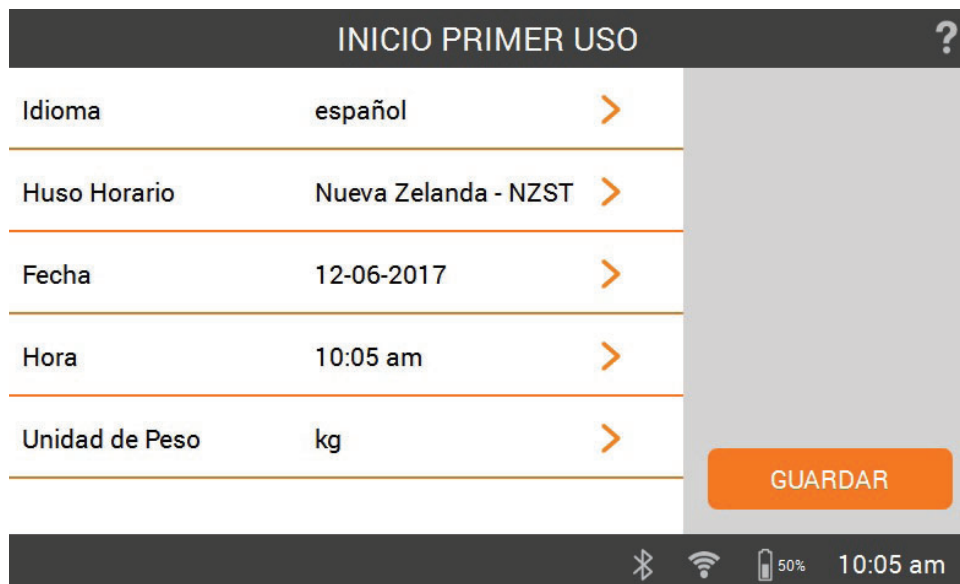 INICIO PRIMER USO ?
Idioma español
Huso Horario Nueva Zelanda - NZST
Fecha 12-06-2017
Hora 10:05 am
Unidad de Peso kg
GUARDAR
50% 10:05 am